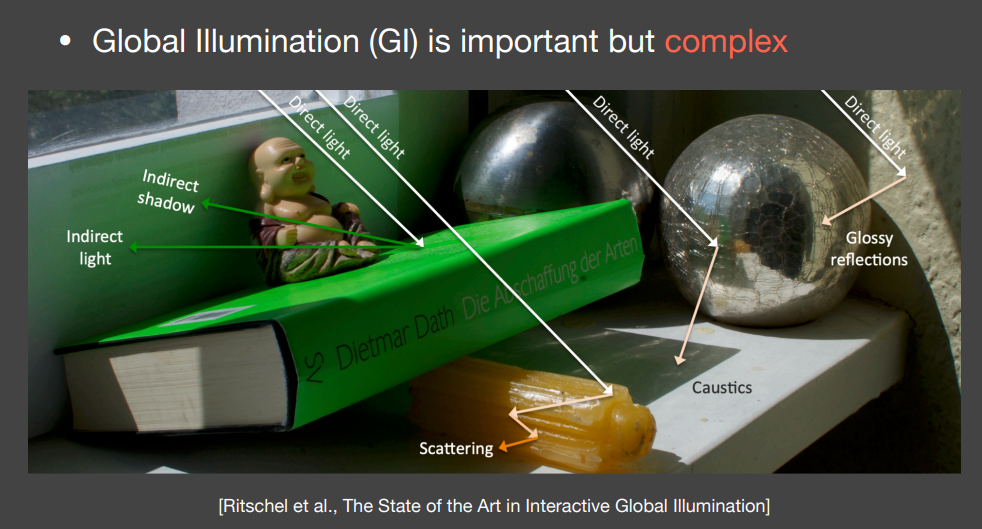 • Global Illumination (GI) is important but complex
Direct light
Direct light
Direct light
Direct light
Indirect
shadow
Indirect
light
Glossy
reflections
Dietmar Dath Die Abschaffung der Arten
SV
Caustics
Scattering
[Ritschel et al., The State of the Art in Interactive Global Illumination]